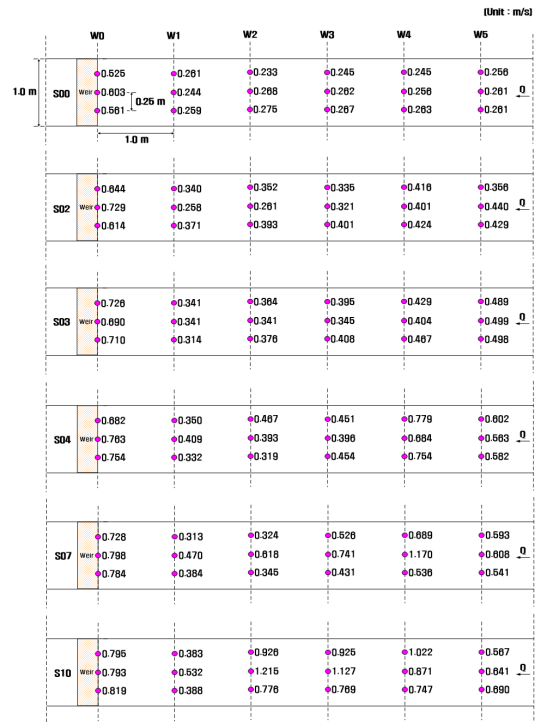 (Unit : m/s)
W0 W1 W2 W3 W4 W5
0.525 0.261 0.233 0.245 0.245 0.256
1.0 m S00 Weir 0.603 0.25 m 0.244 0.268 0.262 0.256 0.261 Q
0.561 0.259 0.275 0.267 0.263 0.261
1.0 m
0.644 0.340 0.352 0.335 0.416 0.356
S02 Weir 0.729 0.258 0.261 0.321 0.401 0.440 Q
0.614 0.371 0.393 0.401 0.424 0.429
0.726 0.341 0.364 0.395 0.429 0.489
S03 Weir 0.690 0.341 0.341 0.345 0.404 0.499 Q
0.710 0.314 0.376 0.408 0.467 0.498
0.682 0.350 0.467 0.451 0.779 0.602
S04 Weir 0.763 0.409 0.393 0.396 0.684 0.563 Q
0.754 0.332 0.319 0.454 0.754 0.582
0.728 0.313 0.324 0.526 0.689 0.593
S07 Weir 0.798 0.470 0.618 0.741 1.170 0.608 Q
0.784 0.384 0.345 0.431 0.536 0.541
0.795 0.383 0.926 0.925 1.022 0.567
S10 Weir 0.793 0.532 1.215 1.127 0.871 0.641 Q
0.819 0.388 0.776 0.769 0.747 0.690